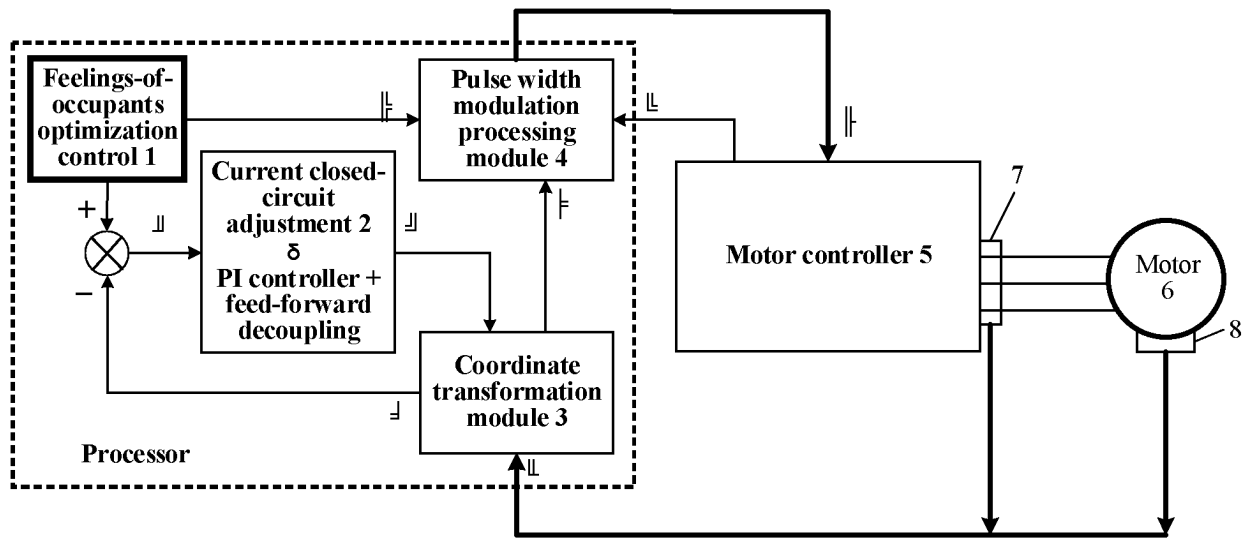 Feelings-of-
occupants
optimization
control 1
Pulse width
modulation
processing
module 4
╠
╚
╟
7
+
╜
Current closed-
circuit
adjustment 2
δ
PI controller +
feed-forward
decoupling
╝
╞
Motor controller 5
Motor
6
−
8
Coordinate
transformation
module 3
╛
Processor
╙